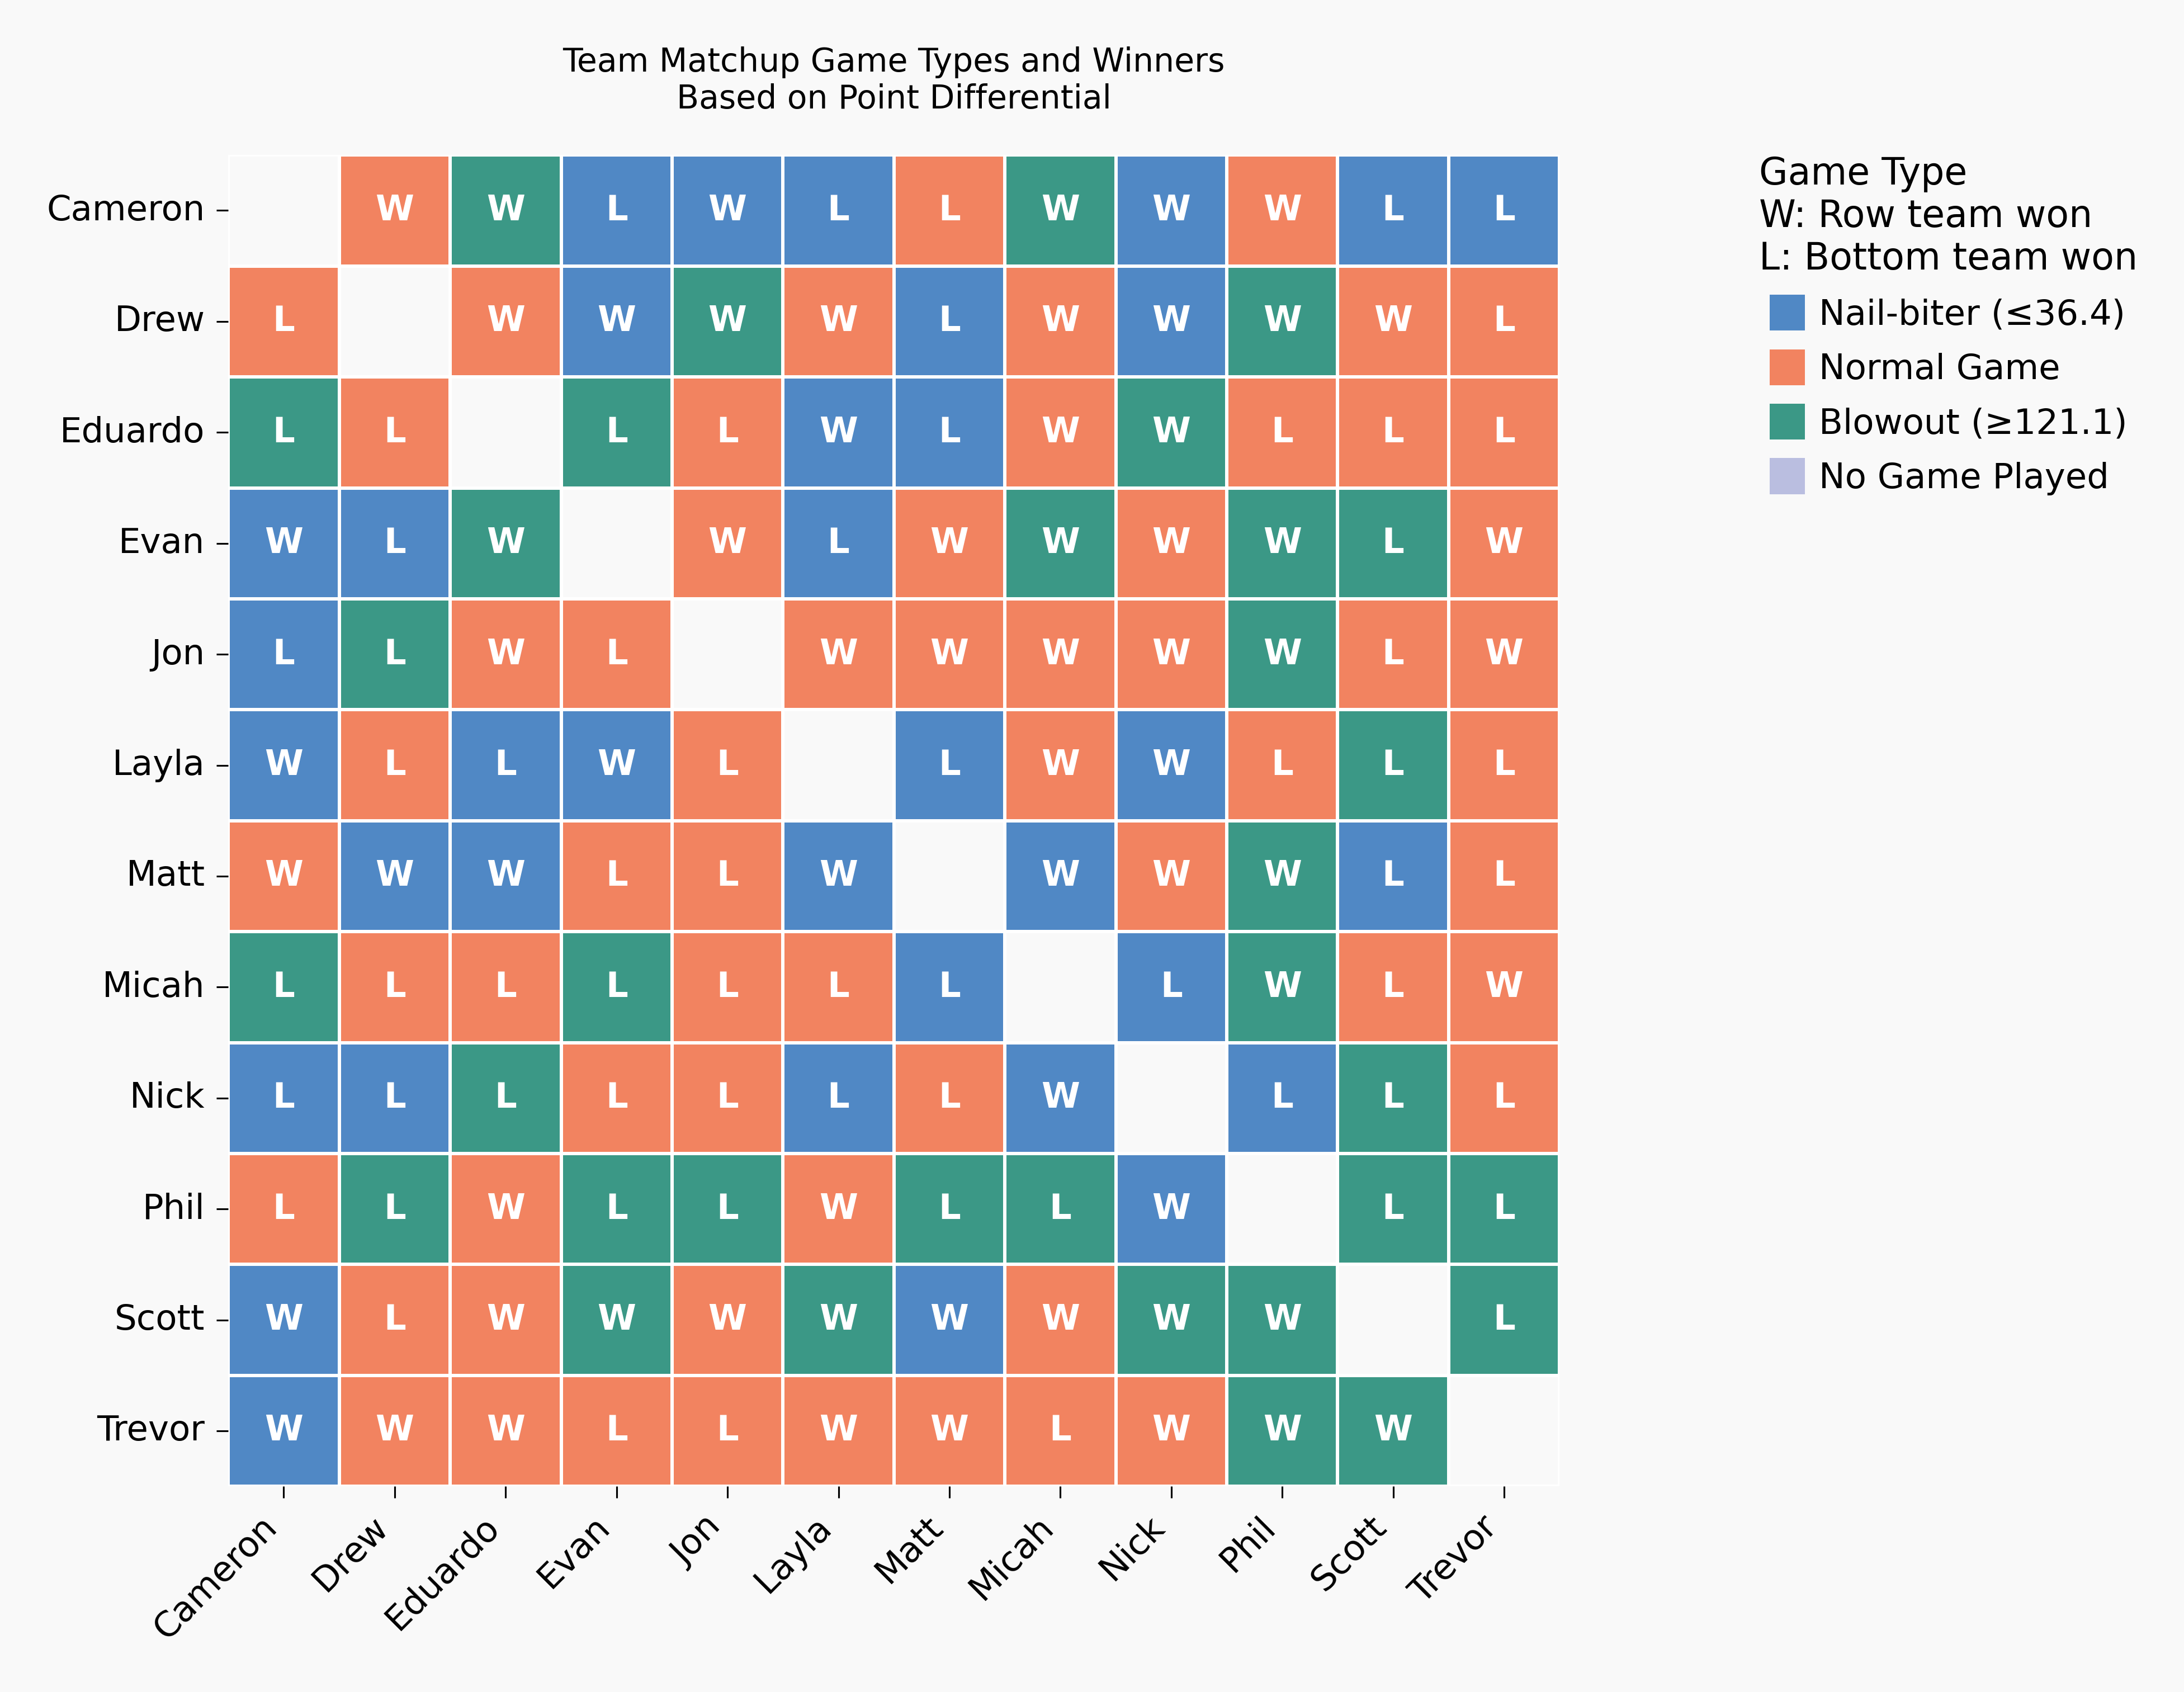 Team Matchup Game Types and Winners
Based on Point Differential
Cameron W W L W L L W W W L L
Drew L W W W W L W W W W L
Eduardo L L L L W L W W L L L
Evan W L W W L W W W W L W
Jon L L W L W W W W W L W
Layla W L L W L L W W L L L
Matt W W W L L W W W W L L
Micah L L L L L L L L W L W
Nick L L L L L L L W L L L
Phil L L W L L W L L W L L
Scott W L W W W W W W W W L
Trevor W W W L L W W L W W W
Cameron Drew Eduardo Evan Jon Layla Matt Micah Nick Phil Scott Trevor
Game Type
W: Row team won
L: Bottom team won
Nail-biter (≤36.4)
Normal Game
Blowout (≥121.1)
No Game Played